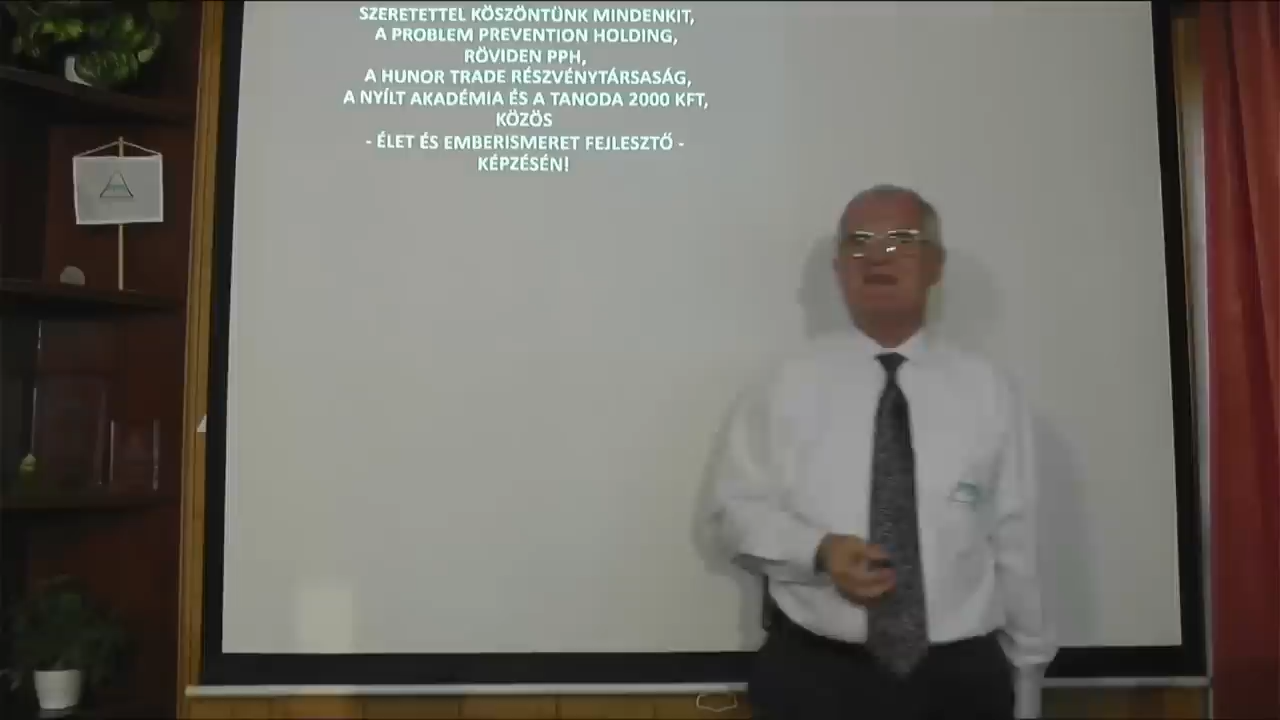 SZERETETTEL KÖSZÖNTÜNK MINDENKIT,
A PROBLEM PREVENTION HOLDING,
RÖVIDEN PPH,
A HUNOR TRADE RÉSZVÉNYTÁRSASÁG,
A NYÍLT AKADÉMIA ÉS A TANODA 2000 KFT,
KÖZÖS
- ÉLET ÉS EMBERISMERET FEJLESZTŐ -
KÉPZÉSÉN!